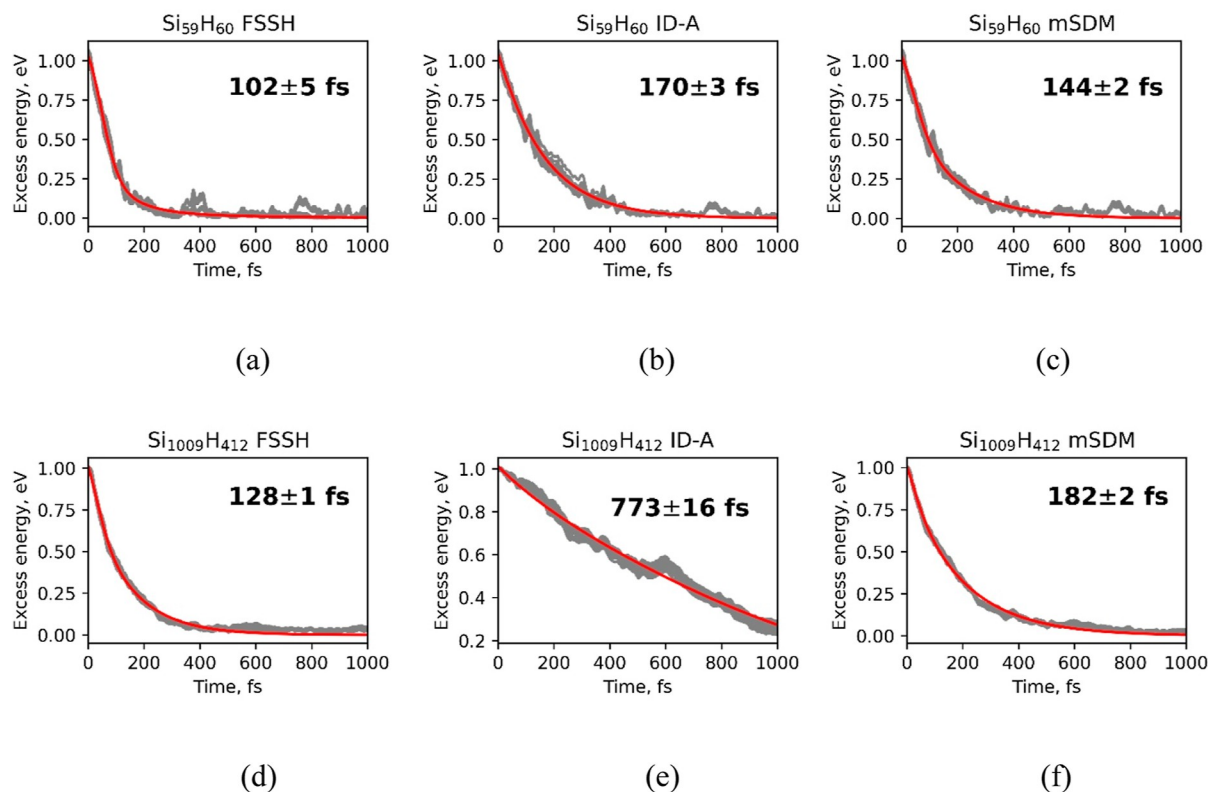 Si₅₉H₆₀ FSSH
Excess energy, eV
1.00
0.75
0.50
0.25
0.00
102±5 fs
0 200 400 600 800 1000
Time, fs
(a)
Si₅₉H₆₀ ID-A
Excess energy, eV
1.00
0.75
0.50
0.25
0.00
170±3 fs
0 200 400 600 800 1000
Time, fs
(b)
Si₅₉H₆₀ mSDM
Excess energy, eV
1.00
0.75
0.50
0.25
0.00
144±2 fs
0 200 400 600 800 1000
Time, fs
(c)
Si₁₀₀₉H₄₁₂ FSSH
Excess energy, eV
1.00
0.75
0.50
0.25
0.00
128±1 fs
0 200 400 600 800 1000
Time, fs
(d)
Si₁₀₀₉H₄₁₂ ID-A
Excess energy, eV
1.0
0.8
0.6
0.4
0.2
773±16 fs
0 200 400 600 800 1000
Time, fs
(e)
Si₁₀₀₉H₄₁₂ mSDM
Excess energy, eV
1.00
0.75
0.50
0.25
0.00
182±2 fs
0 200 400 600 800 1000
Time, fs
(f)